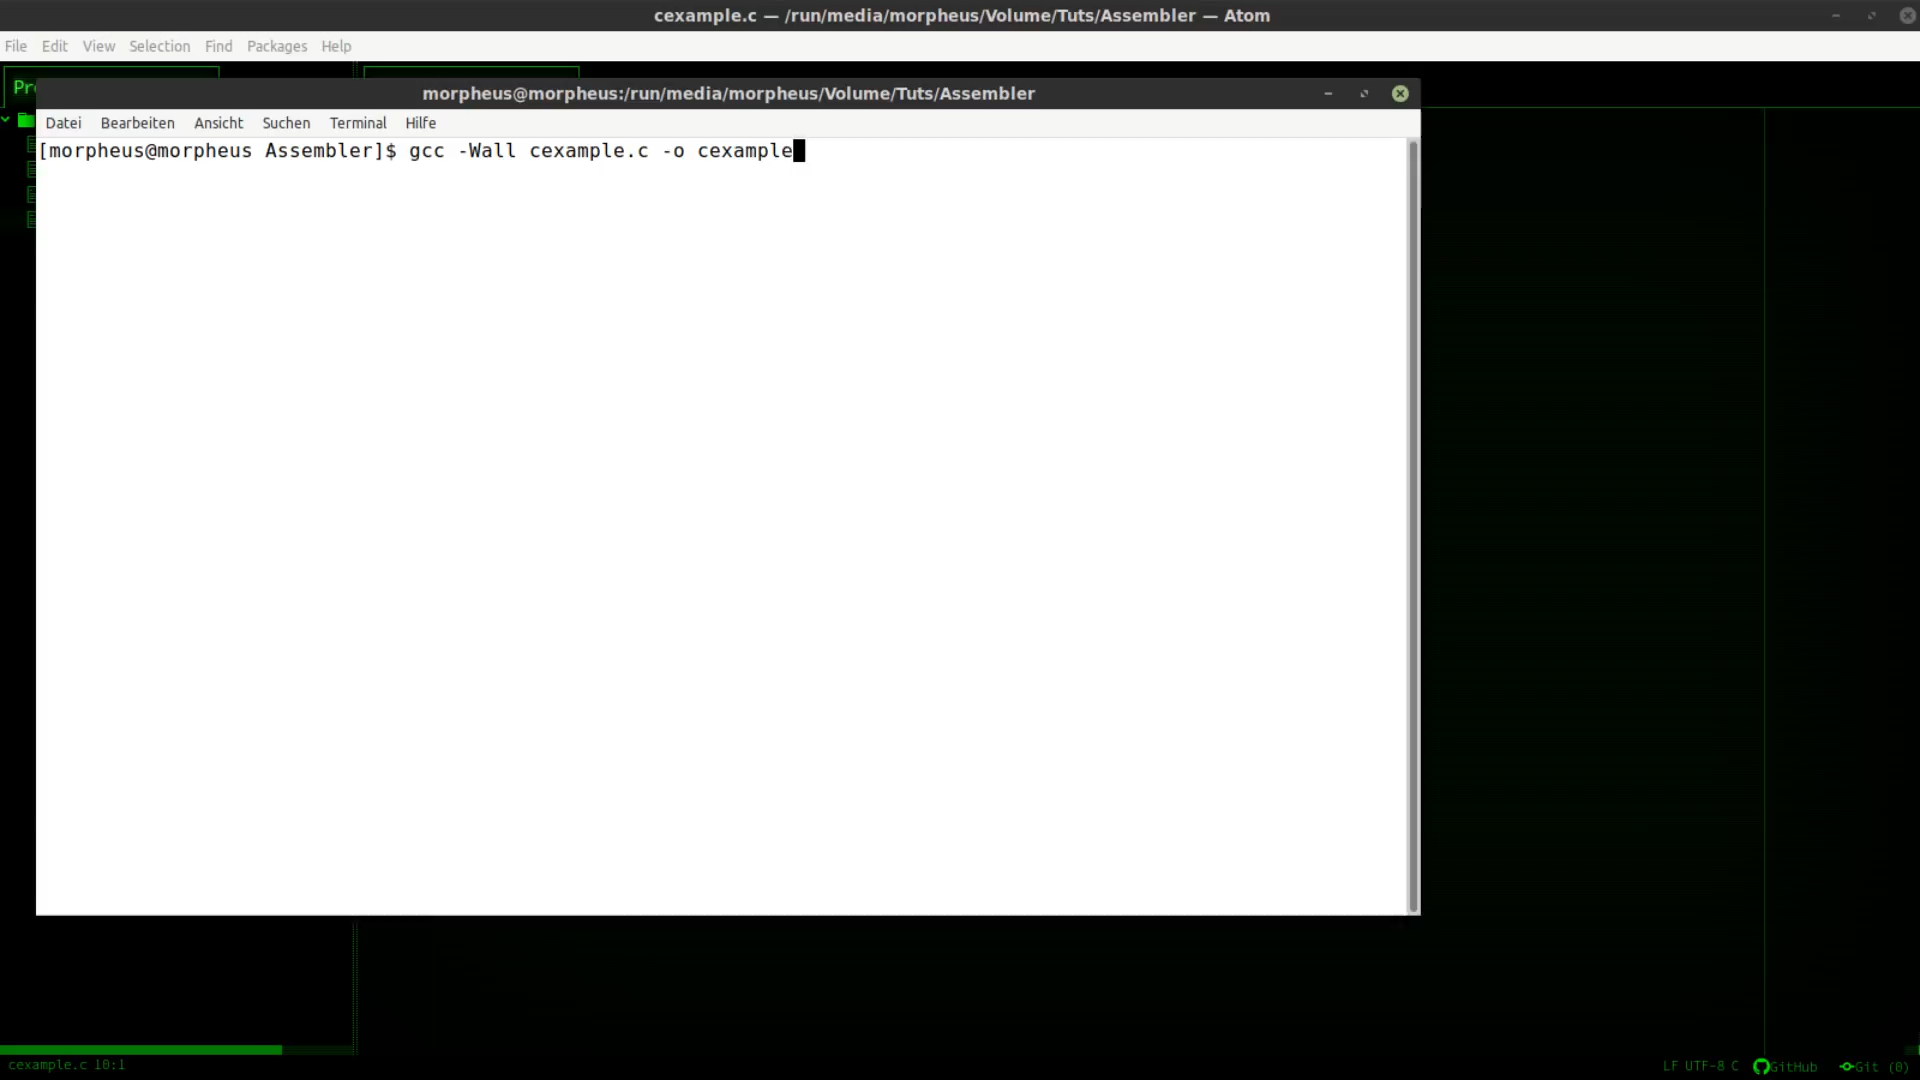 cexample.c — /run/media/morpheus/Volume/Tuts/Assembler — Atom
File Edit View Selection Find Packages Help
morpheus@morpheus:/run/media/morpheus/Volume/Tuts/Assembler
Datei Bearbeiten Ansicht Suchen Terminal Hilfe
[morpheus@morpheus Assembler]$ gcc -Wall cexample.c -o cexample
cexample.c 10:1
LF UTF-8 C GitHub Git (0)